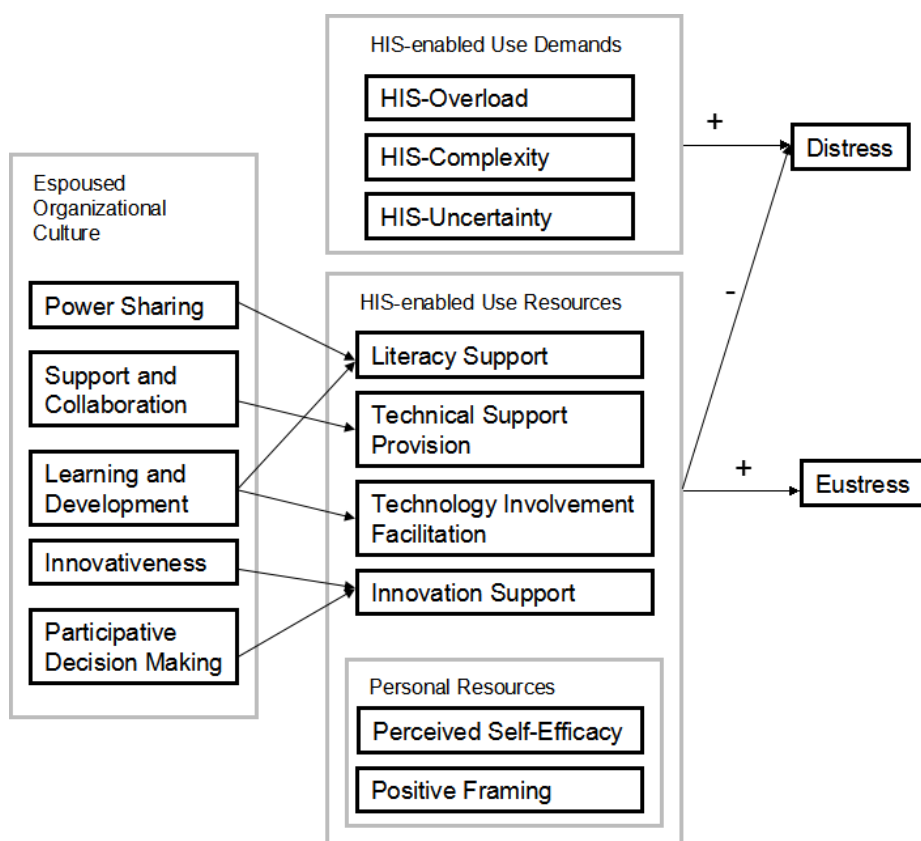 HIS-enabled Use Demands
HIS-Overload
HIS-Complexity
HIS-Uncertainty
+
Distress
Espoused
Organizational
Culture
Power Sharing
Support and
Collaboration
Learning and
Development
Innovativeness
Participative
Decision Making
HIS-enabled Use Resources
Literacy Support
Technical Support
Provision
Technology Involvement
Facilitation
Innovation Support
Personal Resources
Perceived Self-Efficacy
Positive Framing
-
+
Eustress